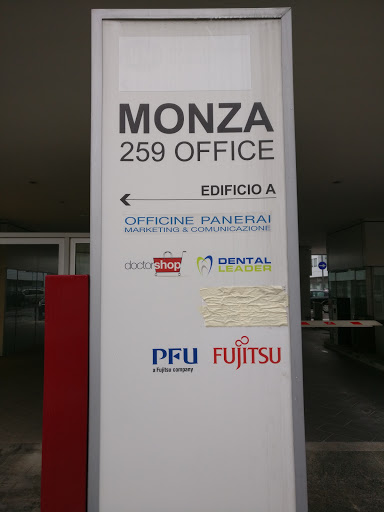 MONZA
259 OFFICE
EDIFICIO A
OFFICINE PANERAI
MARKETING & COMUNICAZIONE
doctorshop
DENTAL
LEADER
PFU
a Fujitsu company
FUJITSU